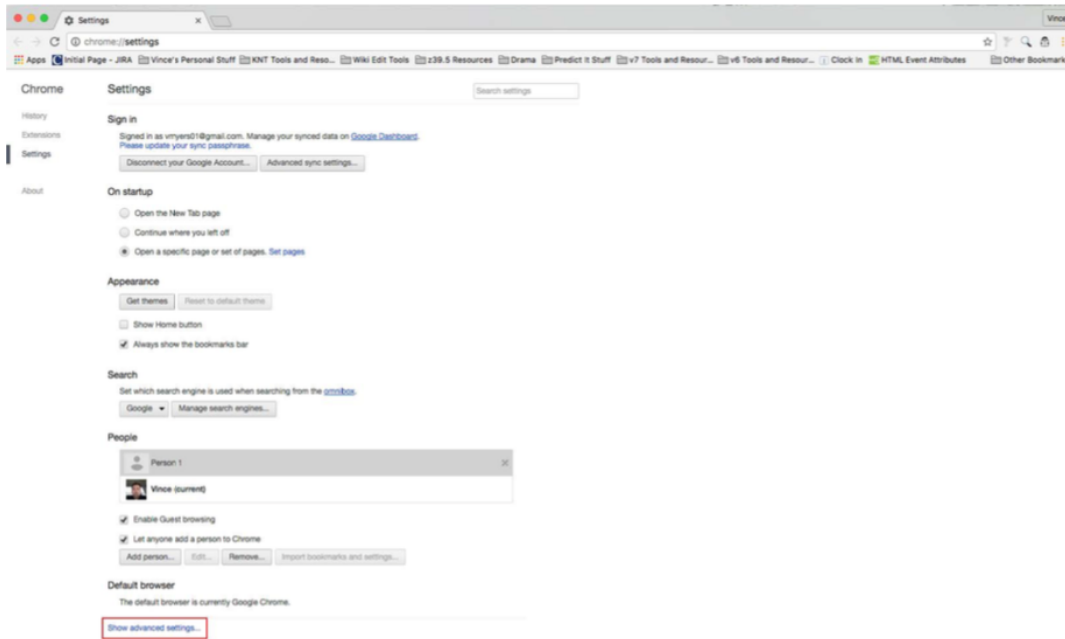 Settings
Vince
chrome://settings
Apps Initial Page - JIRA Vince's Personal Stuff KNT Tools and Reso... Wiki Edit Tools z39.5 Resources Drama Predict It Stuff v7 Tools and Resour... v6 Tools and Resour... Clock In HTML Event Attributes Other Bookmark
Chrome
Settings
Search settings
History
Extensions
Settings
About
Sign in
Signed in as vmyers01@gmail.com. Manage your synced data on Google Dashboard.
Please update your sync passphrase.
Disconnect your Google Account... Advanced sync settings...
On startup
Open the New Tab page
Continue where you left off
Open a specific page or set of pages. Set pages
Appearance
Get themes Reset to default theme
Show Home button
Always show the bookmarks bar
Search
Set which search engine is used when searching from the omnibox.
Google Manage search engines...
People
Person 1
Vince (current)
Enable Guest browsing
Let anyone add a person to Chrome
Add person... Edit... Remove... Import bookmarks and settings...
Default browser
The default browser is currently Google Chrome.
Show advanced settings...